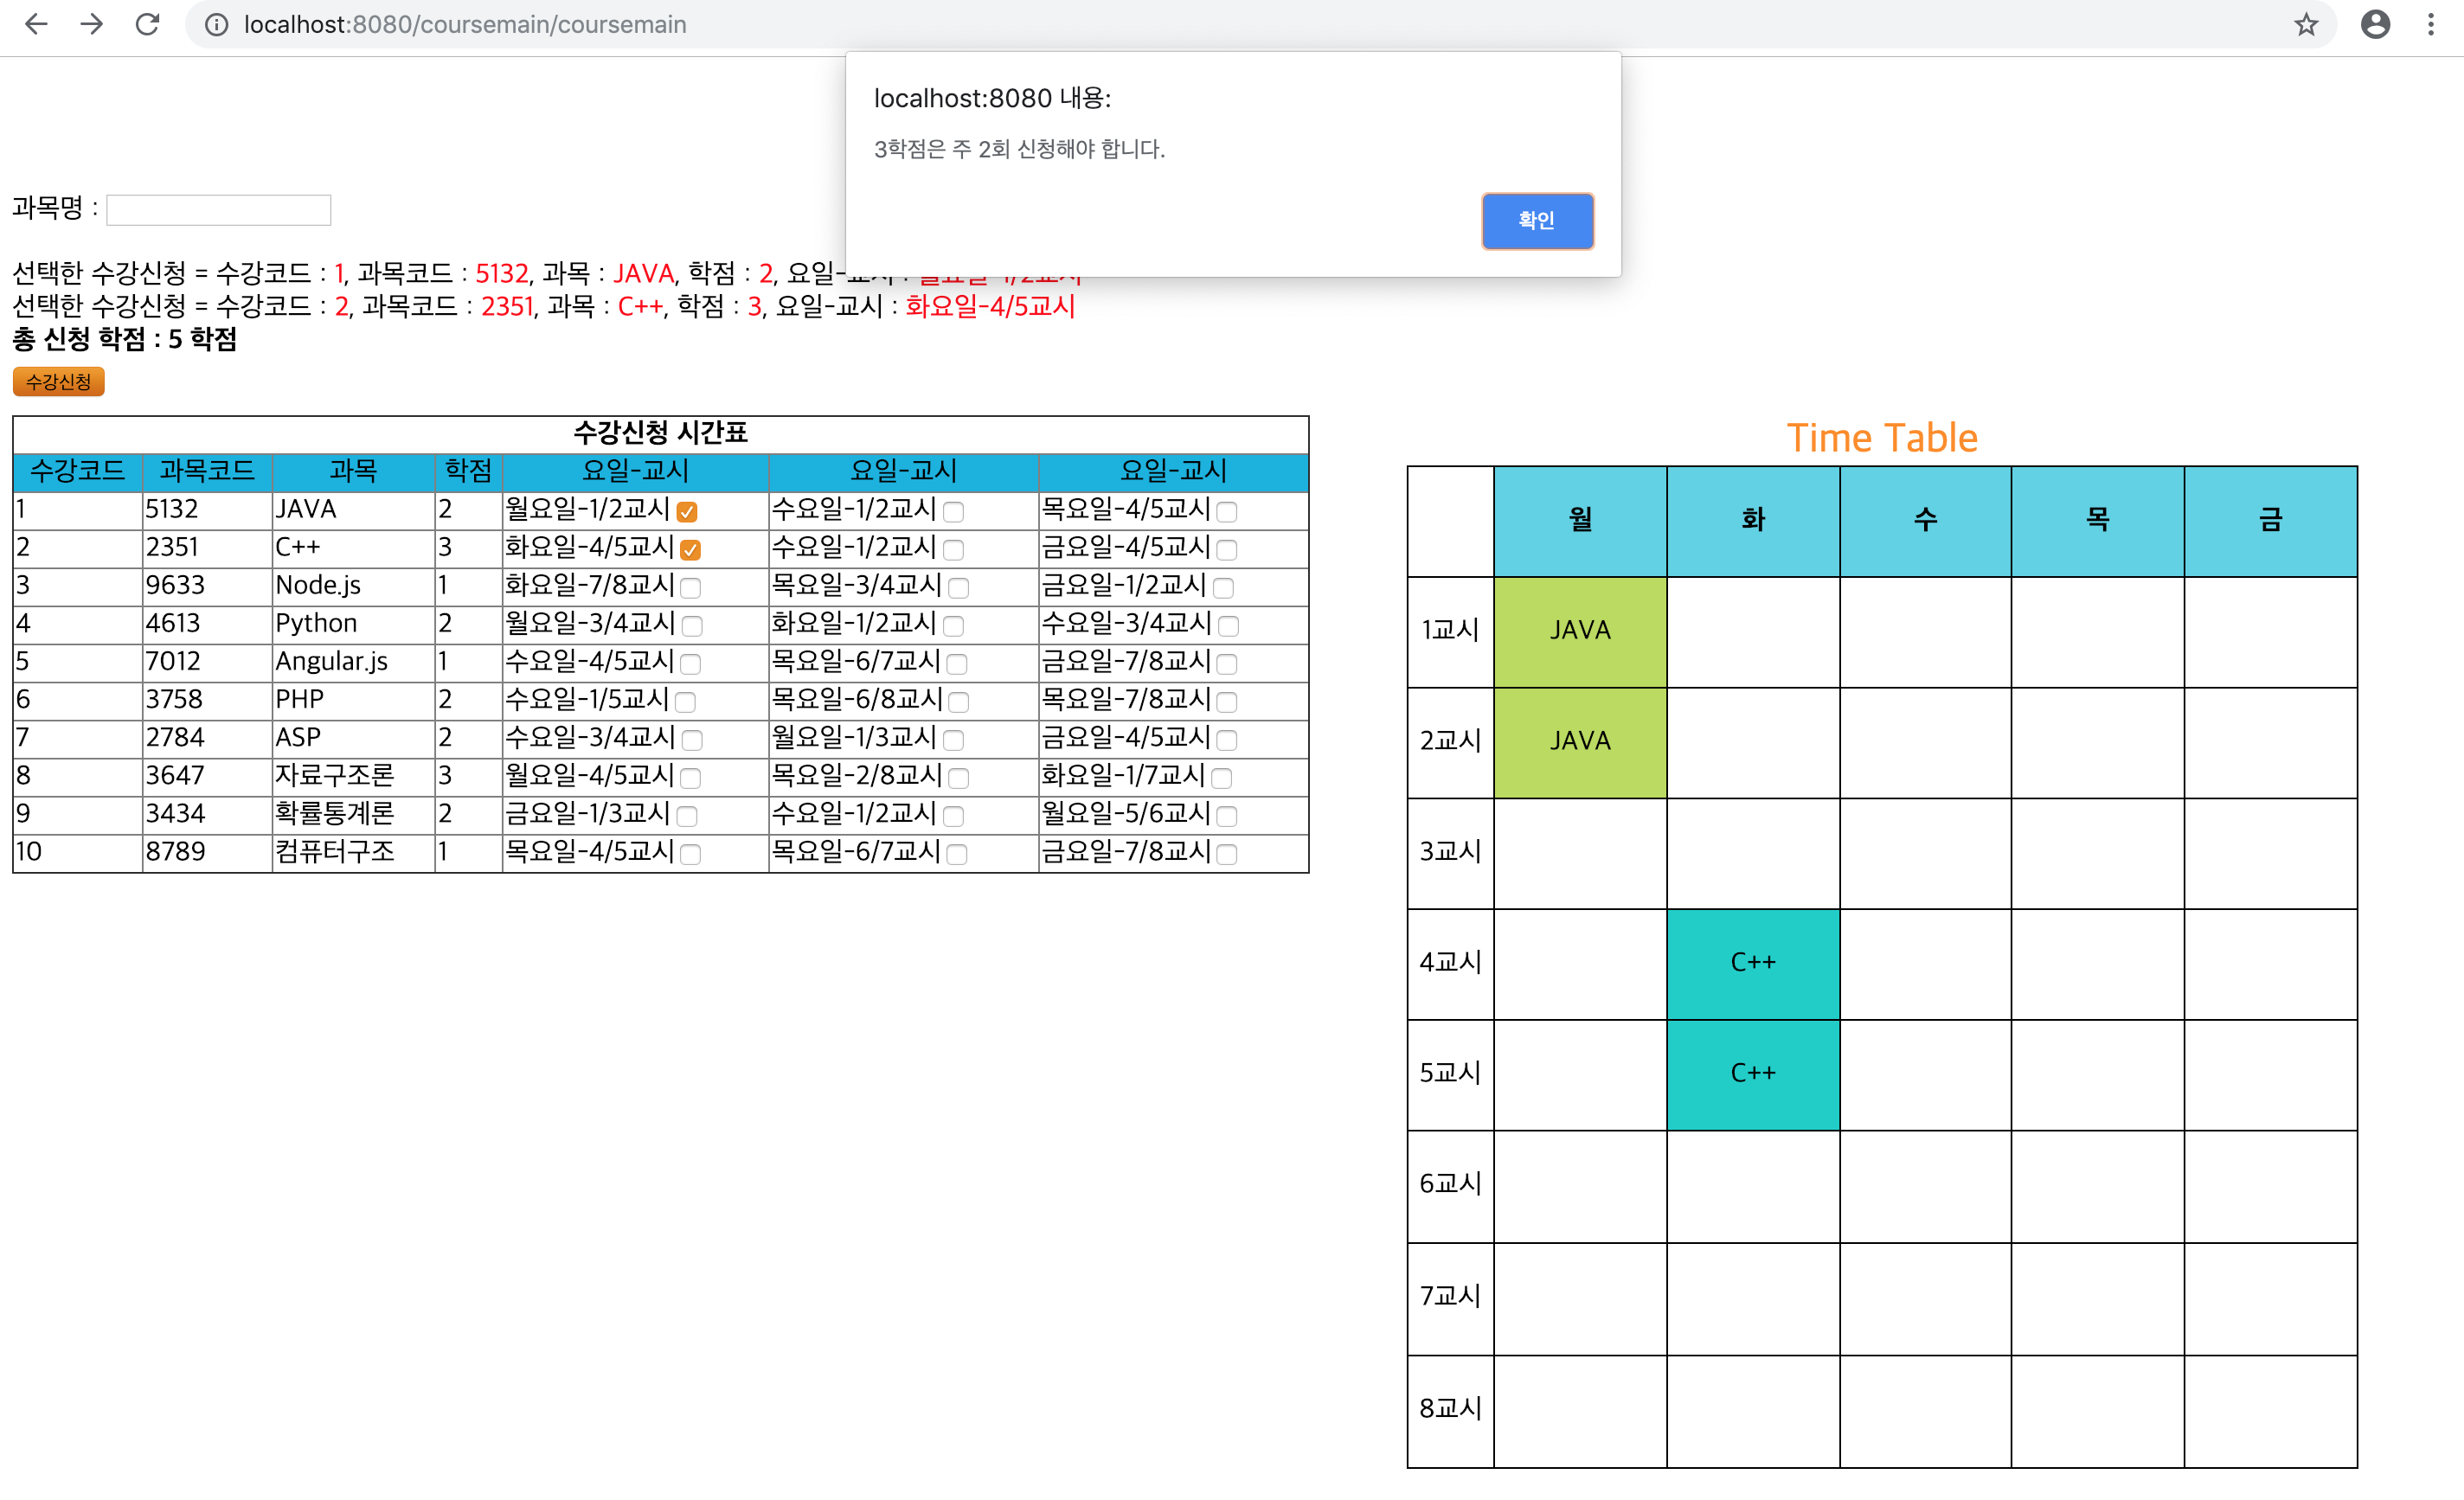 localhost:8080/coursemain/coursemain
localhost:8080 내용:
3학점은 주 2회 신청해야 합니다.
확인
과목명 :
선택한 수강신청 = 수강코드 : 1, 과목코드 : 5132, 과목 : JAVA, 학점 : 2, 요일-교시 : 월요일-1/2교시
선택한 수강신청 = 수강코드 : 2, 과목코드 : 2351, 과목 : C++, 학점 : 3, 요일-교시 : 화요일-4/5교시
총 신청 학점 : 5 학점
수강신청
수강신청 시간표
수강코드 과목코드 과목 학점 요일-교시 요일-교시 요일-교시
1 5132 JAVA 2 월요일-1/2교시 수요일-1/2교시 목요일-4/5교시
2 2351 C++ 3 화요일-4/5교시 수요일-1/2교시 금요일-4/5교시
3 9633 Node.js 1 화요일-7/8교시 목요일-3/4교시 금요일-1/2교시
4 4613 Python 2 월요일-3/4교시 화요일-1/2교시 수요일-3/4교시
5 7012 Angular.js 1 수요일-4/5교시 목요일-6/7교시 금요일-7/8교시
6 3758 PHP 2 수요일-1/5교시 목요일-6/8교시 목요일-7/8교시
7 2784 ASP 2 수요일-3/4교시 월요일-1/3교시 금요일-4/5교시
8 3647 자료구조론 3 월요일-4/5교시 목요일-2/8교시 화요일-1/7교시
9 3434 확률통계론 2 금요일-1/3교시 수요일-1/2교시 월요일-5/6교시
10 8789 컴퓨터구조 1 목요일-4/5교시 목요일-6/7교시 금요일-7/8교시
Time Table
월 화 수 목 금
1교시 JAVA
2교시 JAVA
3교시
4교시 C++
5교시 C++
6교시
7교시
8교시